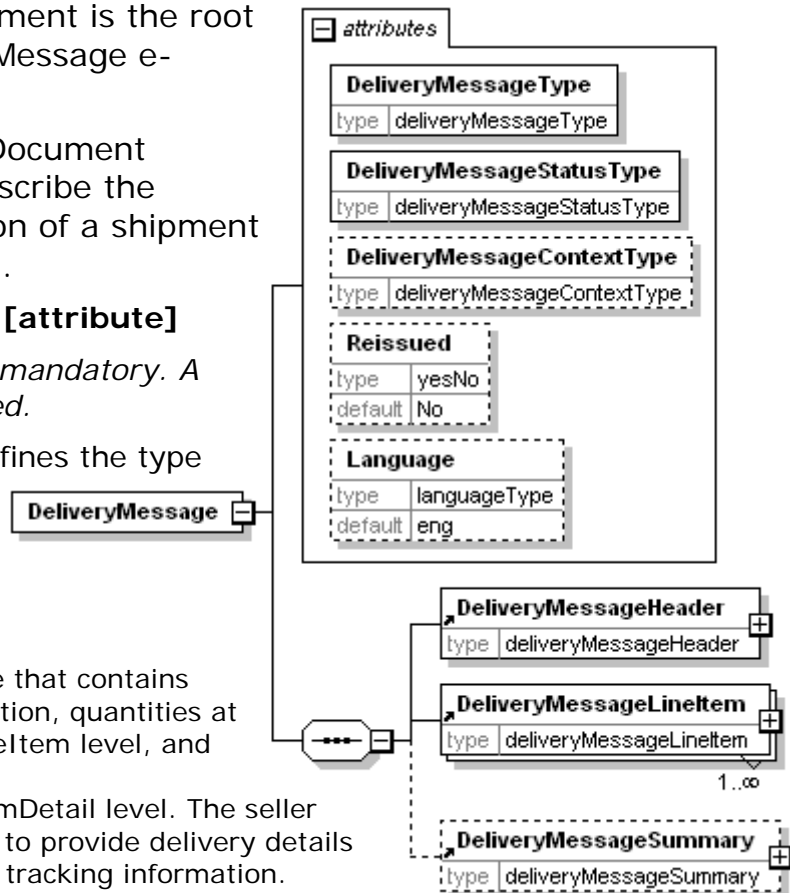 ment is the root
Message e-
Document
scribe the
on of a shipment
.
[attribute]
mandatory. A
ed.
fines the type
e that contains
tion, quantities at
eItem level, and
mDetail level. The seller
to provide delivery details
tracking information.
DeliveryMessage
attributes
DeliveryMessageType
type deliveryMessageType
DeliveryMessageStatusType
type deliveryMessageStatusType
DeliveryMessageContextType
type deliveryMessageContextType
Reissued
type yesNo
default No
Language
type languageType
default eng
DeliveryMessageHeader
type deliveryMessageHeader
DeliveryMessageLineItem
type deliveryMessageLineItem
1..∞
DeliveryMessageSummary
type deliveryMessageSummary